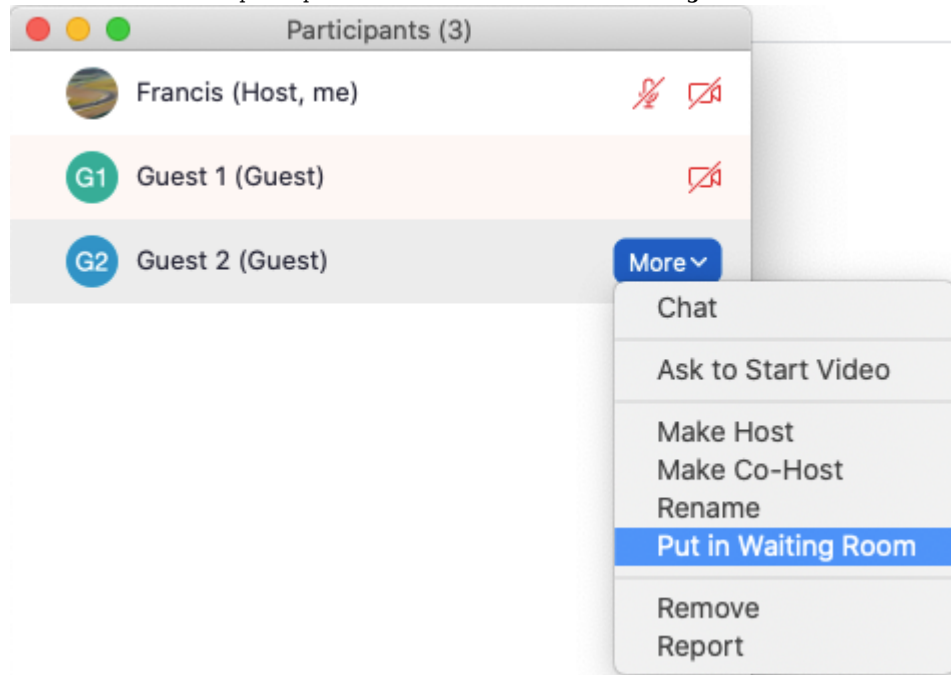 Participants (3)
Francis (Host, me)
G1 Guest 1 (Guest)
G2 Guest 2 (Guest) More
Chat
Ask to Start Video
Make Host
Make Co-Host
Rename
Put in Waiting Room
Remove
Report